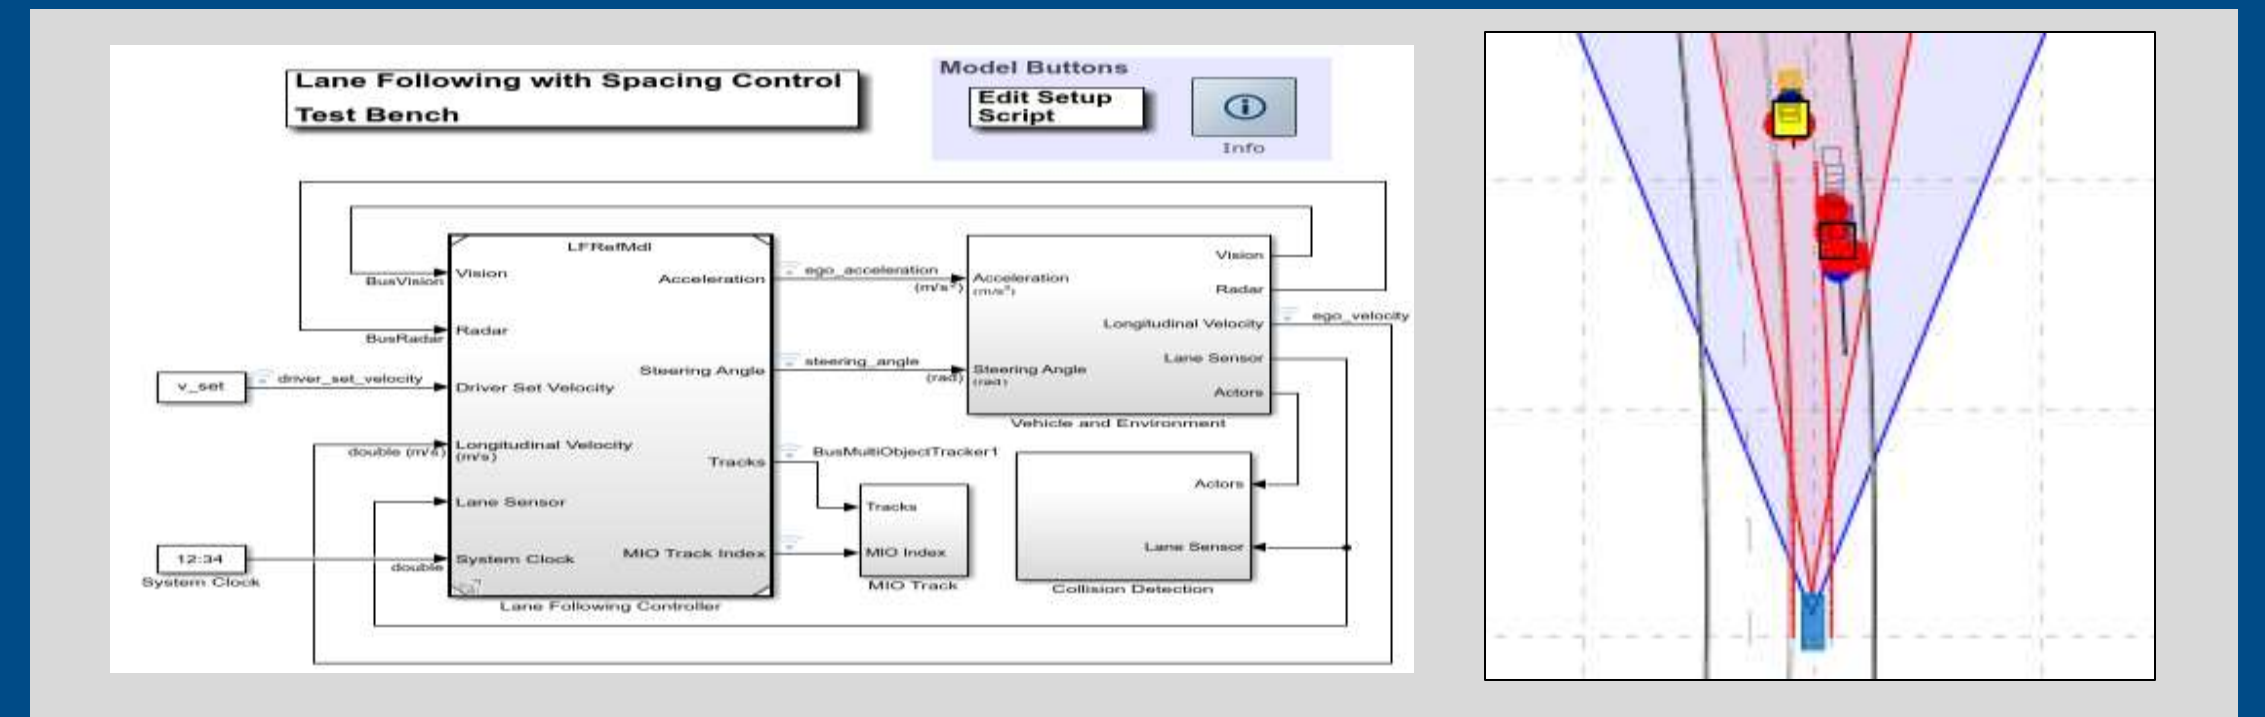 Lane Following with Spacing Control
Test Bench
Model Buttons
Edit Setup
Script
Info
LFRefMdl
Vision
BusVision
Radar
BusRadar
v_set
driver_set_velocity
Driver Set Velocity
Longitudinal Velocity
(m/s)
double (m/s)
Lane Sensor
12:34
System Clock
double
System Clock
Acceleration
Steering Angle
Tracks
MIO Track Index
Lane Following Controller
ego_acceleration
(m/s²)
steering_angle
(rad)
BusMultiObjectTracker1
Acceleration
(m/s²)
Steering Angle
(rad)
Vision
Radar
Longitudinal Velocity
Lane Sensor
Actors
Vehicle and Environment
ego_velocity
Tracks
MIO Index
MIO Track
Actors
Lane Sensor
Collision Detection